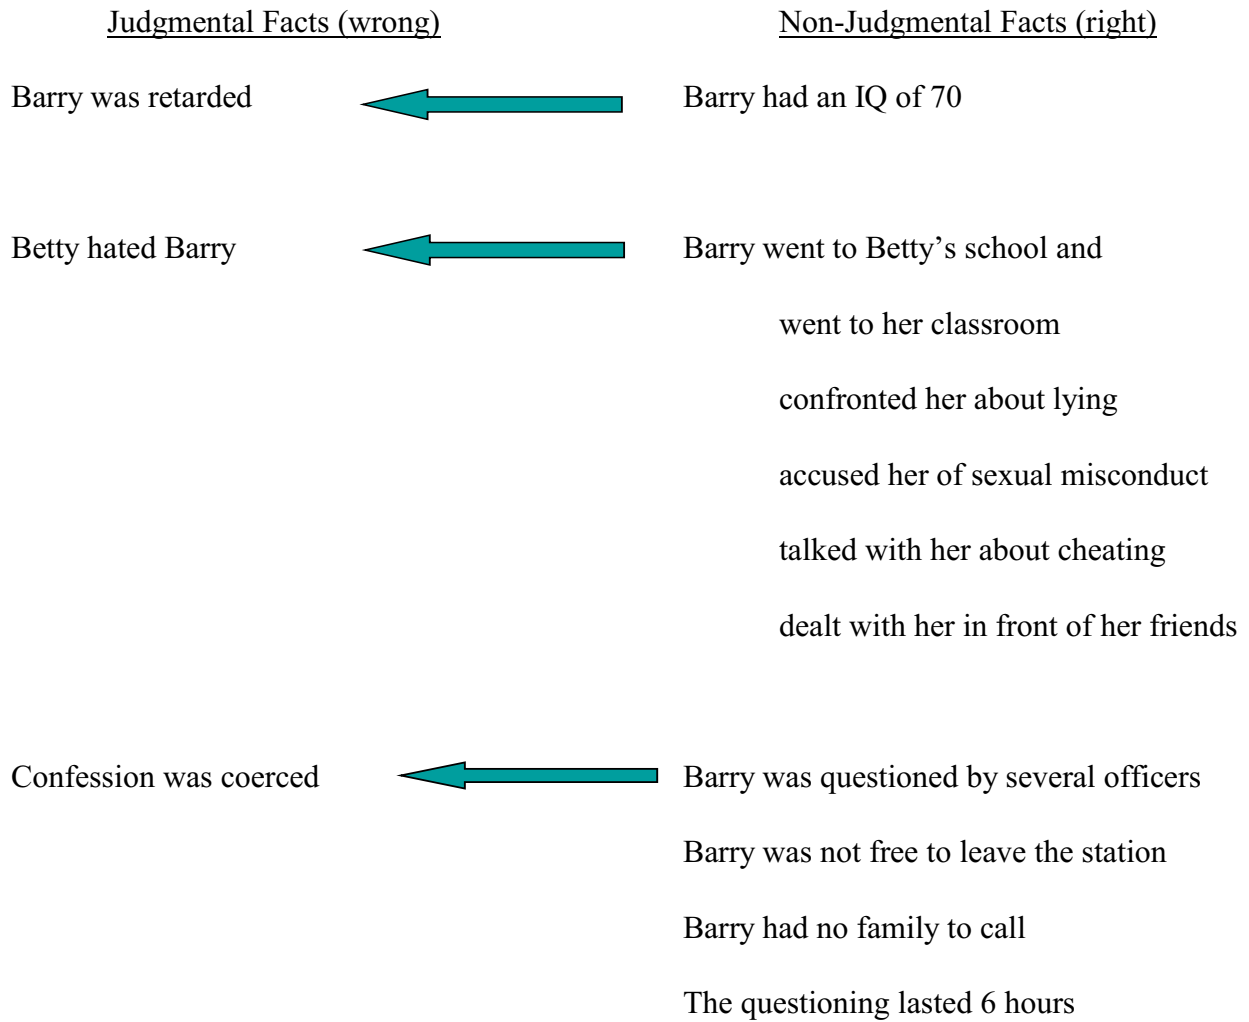 Judgmental Facts (wrong) Non-Judgmental Facts (right)
Barry was retarded Barry had an IQ of 70
Betty hated Barry Barry went to Betty’s school and
went to her classroom
confronted her about lying
accused her of sexual misconduct
talked with her about cheating
dealt with her in front of her friends
Confession was coerced Barry was questioned by several officers
Barry was not free to leave the station
Barry had no family to call
The questioning lasted 6 hours